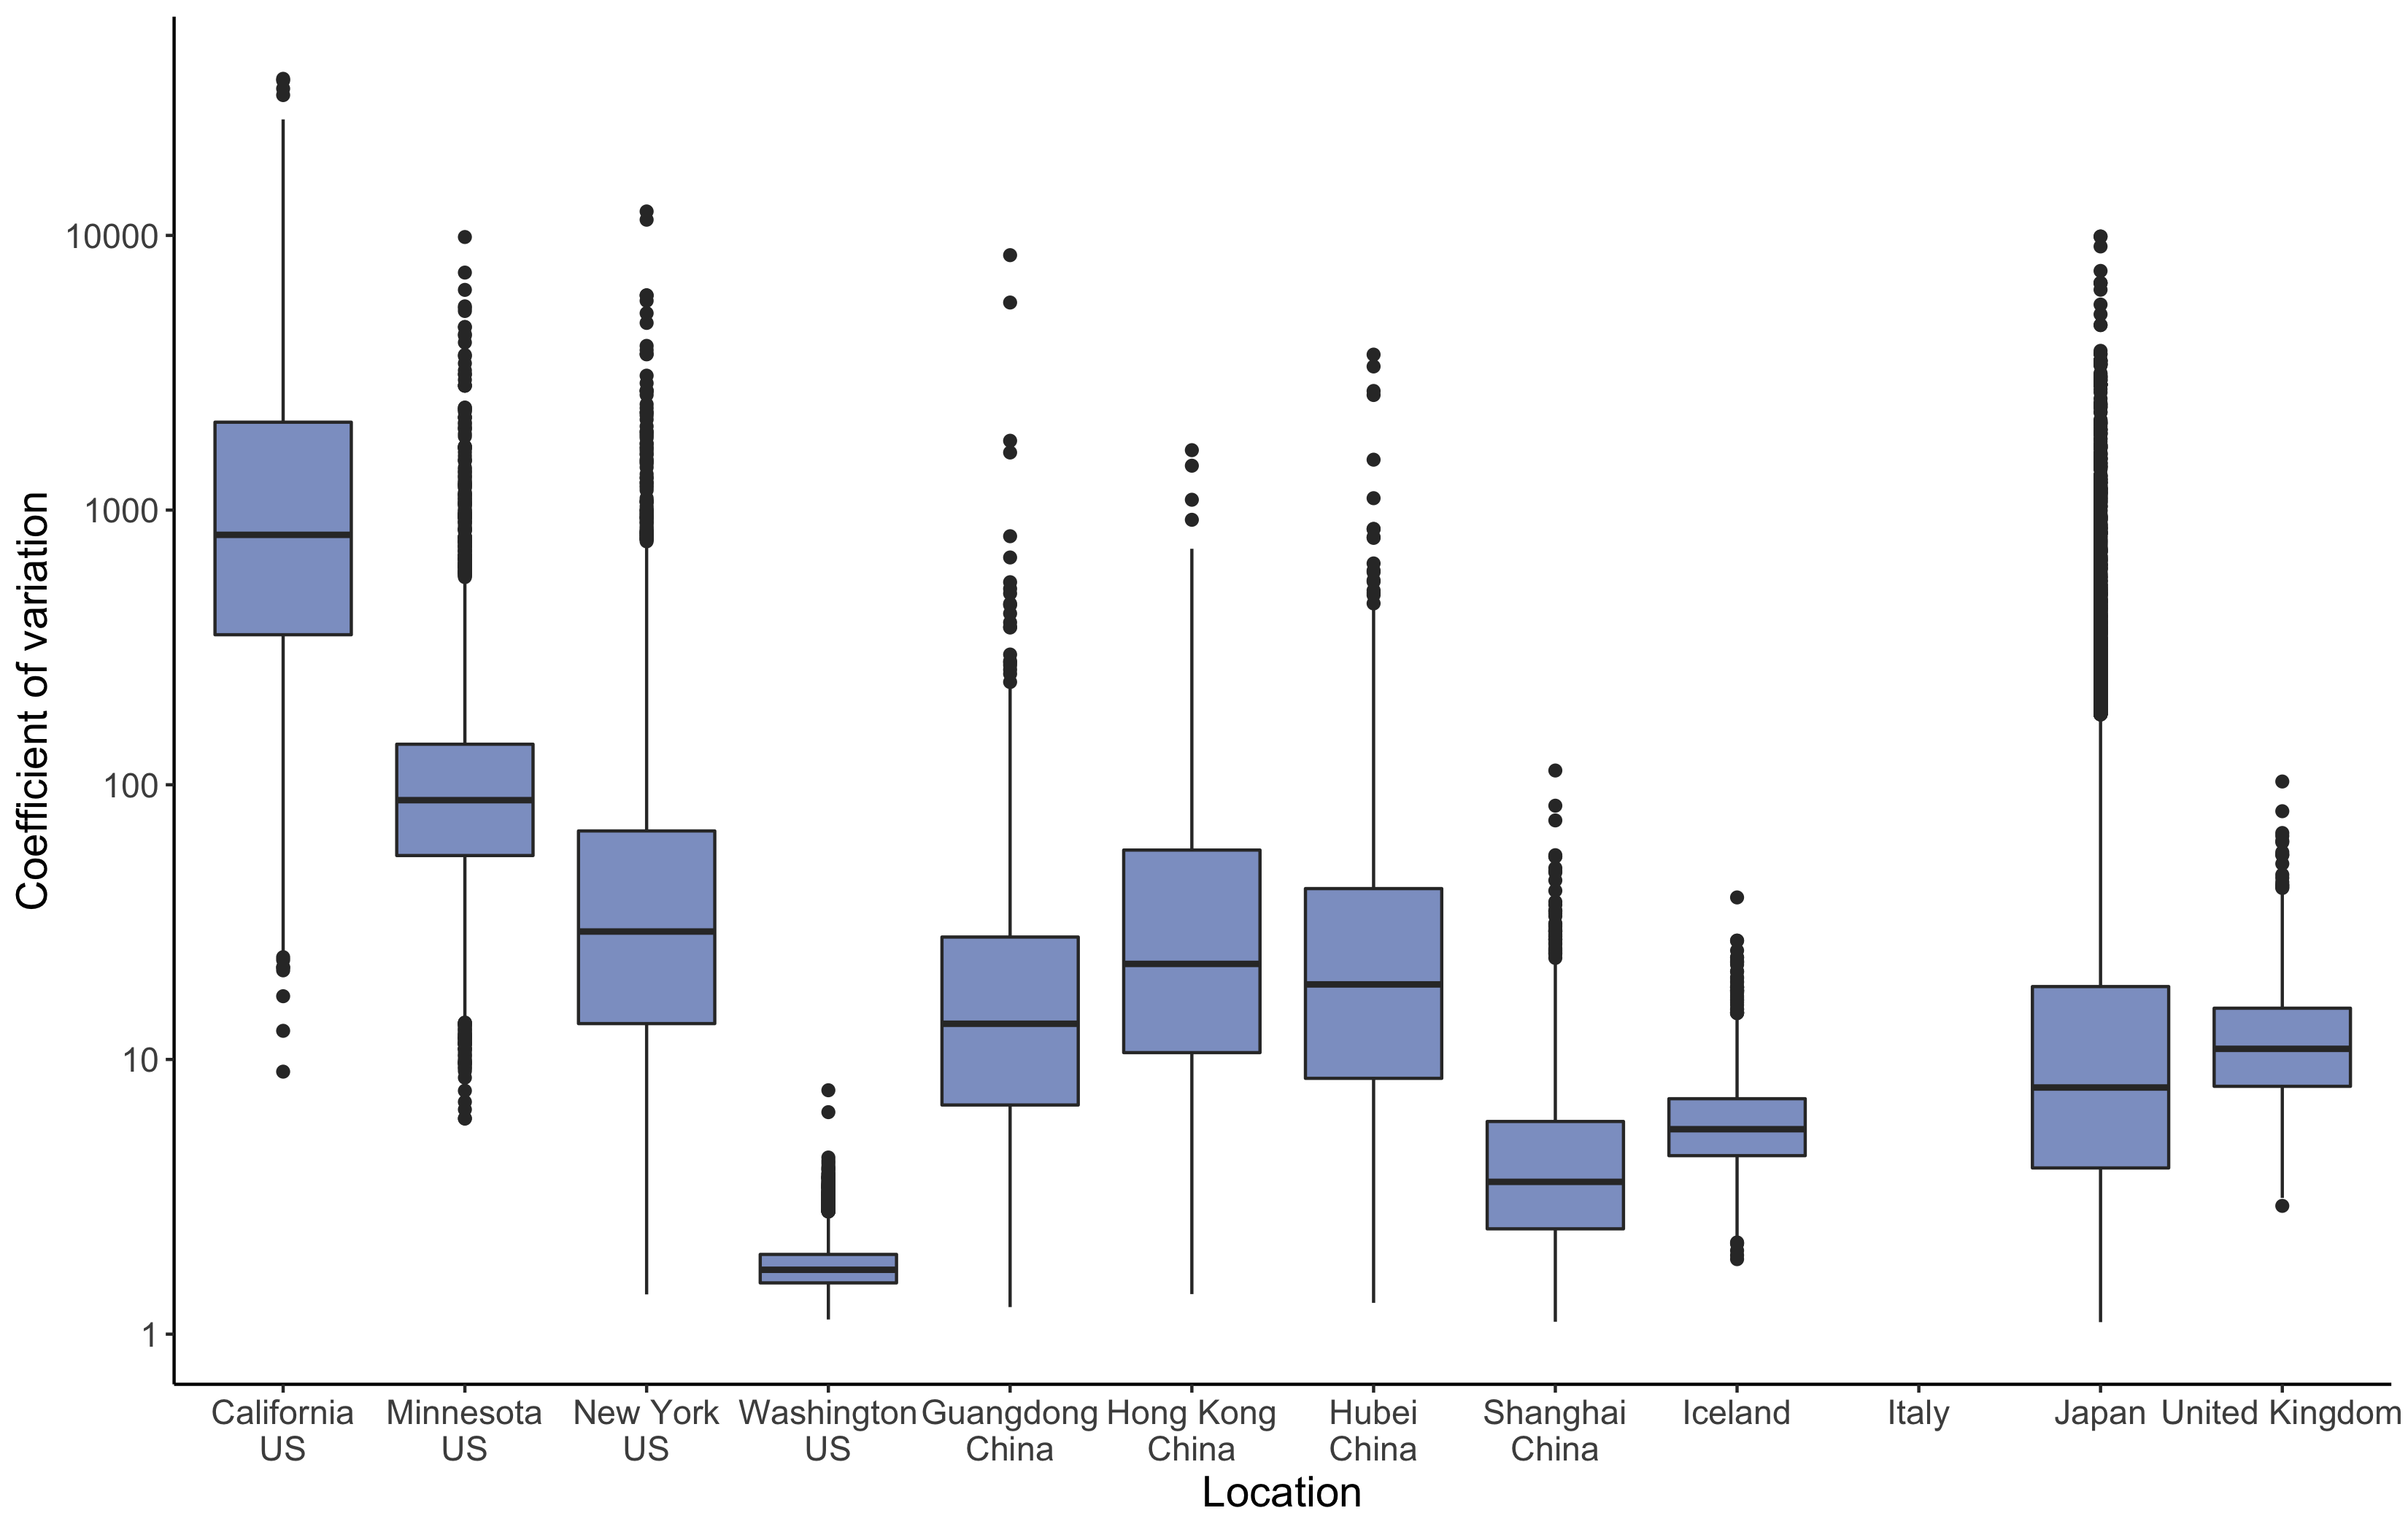 Coefficient of variation
10000
1000
100
10
1
California Minnesota New York Washington Guangdong Hong Kong Hubei Shanghai Iceland Italy Japan United Kingdom
US US US US China China China China
Location